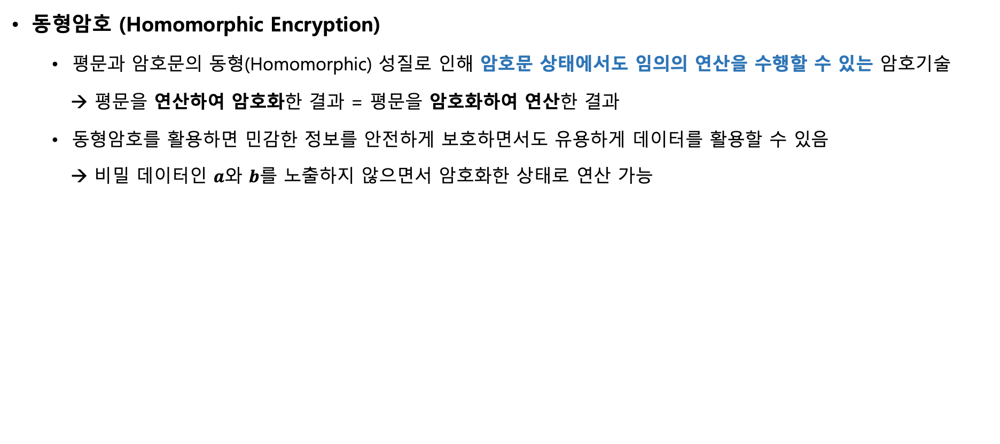 • 동형암호 (Homomorphic Encryption)
• 평문과 암호문의 동형(Homomorphic) 성질로 인해 암호문 상태에서도 임의의 연산을 수행할 수 있는 암호기술
→ 평문을 연산하여 암호화한 결과 = 평문을 암호화하여 연산한 결과
• 동형암호를 활용하면 민감한 정보를 안전하게 보호하면서도 유용하게 데이터를 활용할 수 있음
→ 비밀 데이터인 a와 b를 노출하지 않으면서 암호화한 상태로 연산 가능